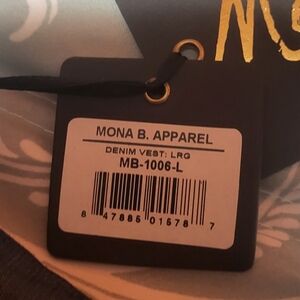 MONA B. APPAREL
DENIM VEST: LRG
MB-1006-L
8 47885 01578 7